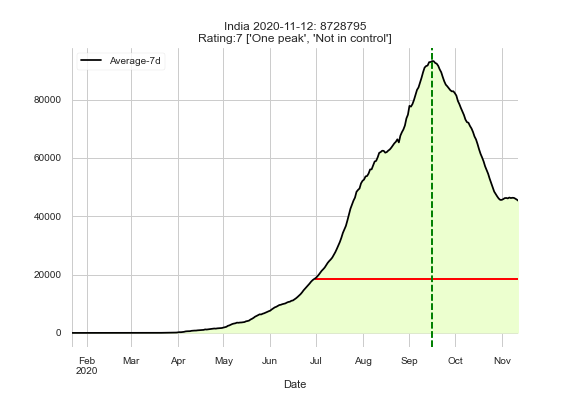 India 2020-11-12: 8728795
Rating:7 ['One peak', 'Not in control']
Average-7d
80000
60000
40000
20000
0
Feb Mar Apr May Jun Jul Aug Sep Oct Nov
2020
Date